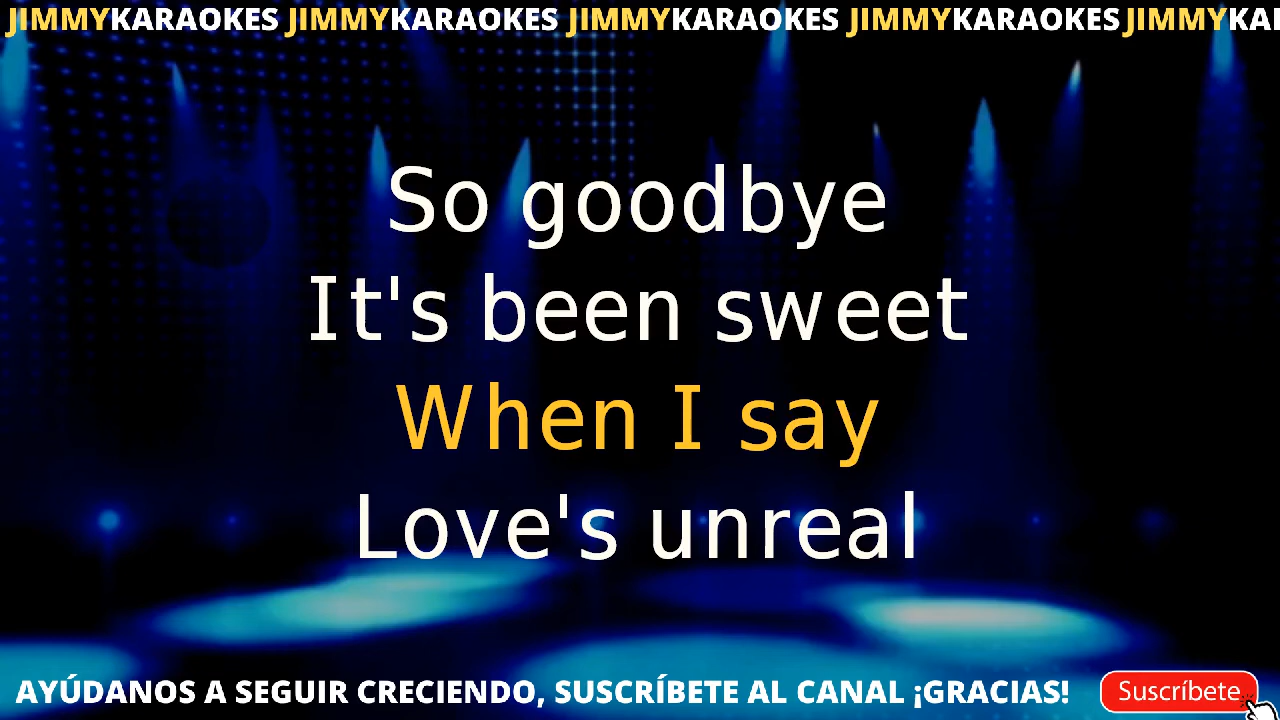 JIMMYKARAOKES JIMMYKARAOKES JIMMYKARAOKES JIMMYKARAOKES JIMMYKAI
So goodbye
It's been sweet
When I say
Love's unreal
AYÚDANOS A SEGUIR CRECIENDO, SUSCRÍBETE AL CANAL ¡GRACIAS! Suscríbete